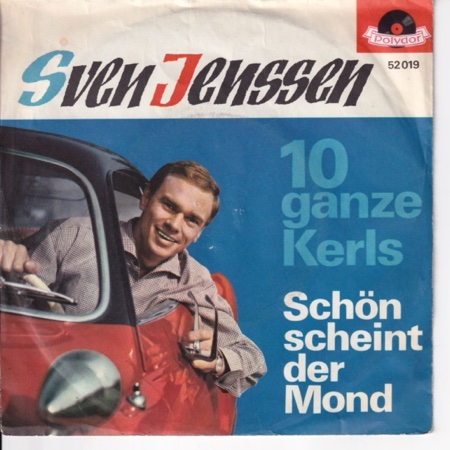 Polydor
Sven Jenssen
52 019
10
ganze
Kerls
Schön
scheint
der
Mond